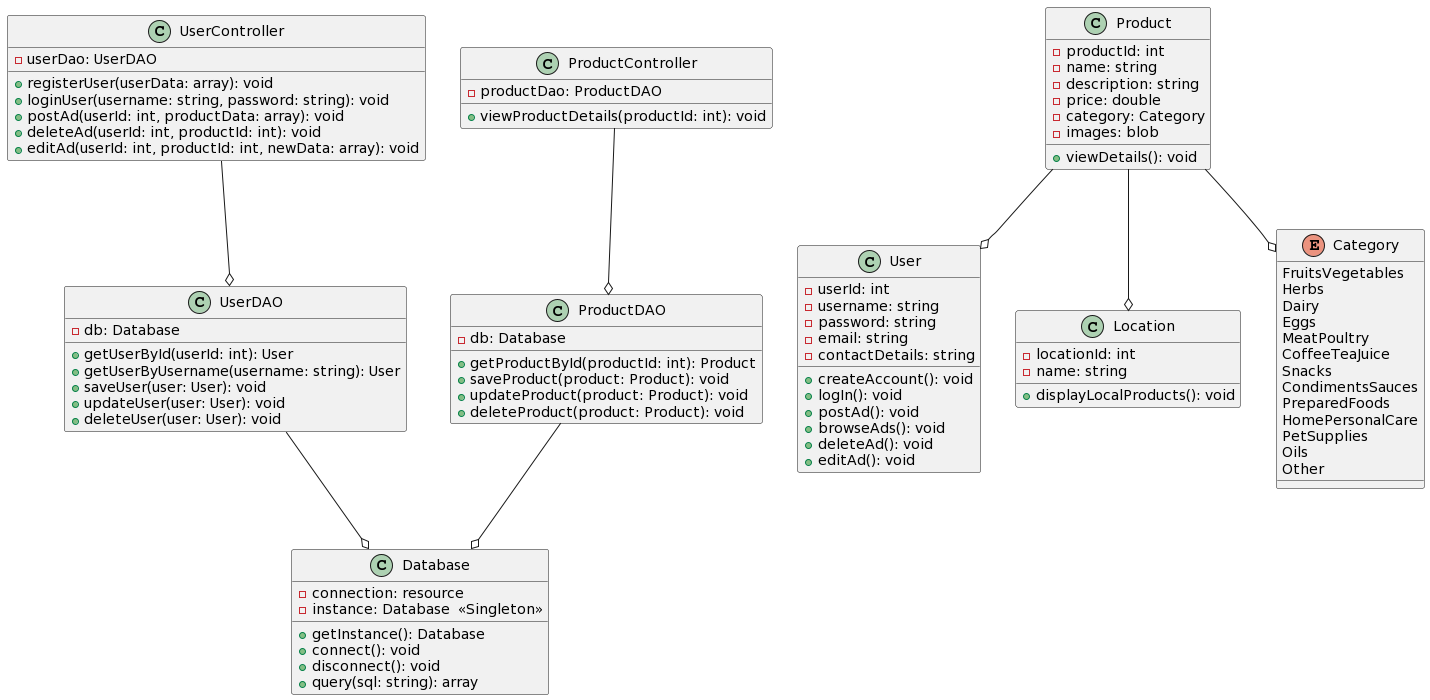 C UserController
userDao: UserDAO
registerUser(userData: array): void
loginUser(username: string, password: string): void
postAd(userId: int, productData: array): void
deleteAd(userId: int, productId: int): void
editAd(userId: int, productId: int, newData: array): void
C ProductController
productDao: ProductDAO
viewProductDetails(productId: int): void
C Product
productId: int
name: string
description: string
price: double
category: Category
images: blob
viewDetails(): void
C UserDAO
db: Database
getUserById(userId: int): User
getUserByUsername(username: string): User
saveUser(user: User): void
updateUser(user: User): void
deleteUser(user: User): void
C ProductDAO
db: Database
getProductById(productId: int): Product
saveProduct(product: Product): void
updateProduct(product: Product): void
deleteProduct(product: Product): void
C User
userId: int
username: string
password: string
email: string
contactDetails: string
createAccount(): void
logIn(): void
postAd(): void
browseAds(): void
deleteAd(): void
editAd(): void
C Location
locationId: int
name: string
displayLocalProducts(): void
E Category
FruitsVegetables
Herbs
Dairy
Eggs
MeatPoultry
CoffeeTeaJuice
Snacks
CondimentsSauces
PreparedFoods
HomePersonalCare
PetSupplies
Oils
Other
C Database
connection: resource
instance: Database «Singleton»
getInstance(): Database
connect(): void
disconnect(): void
query(sql: string): array